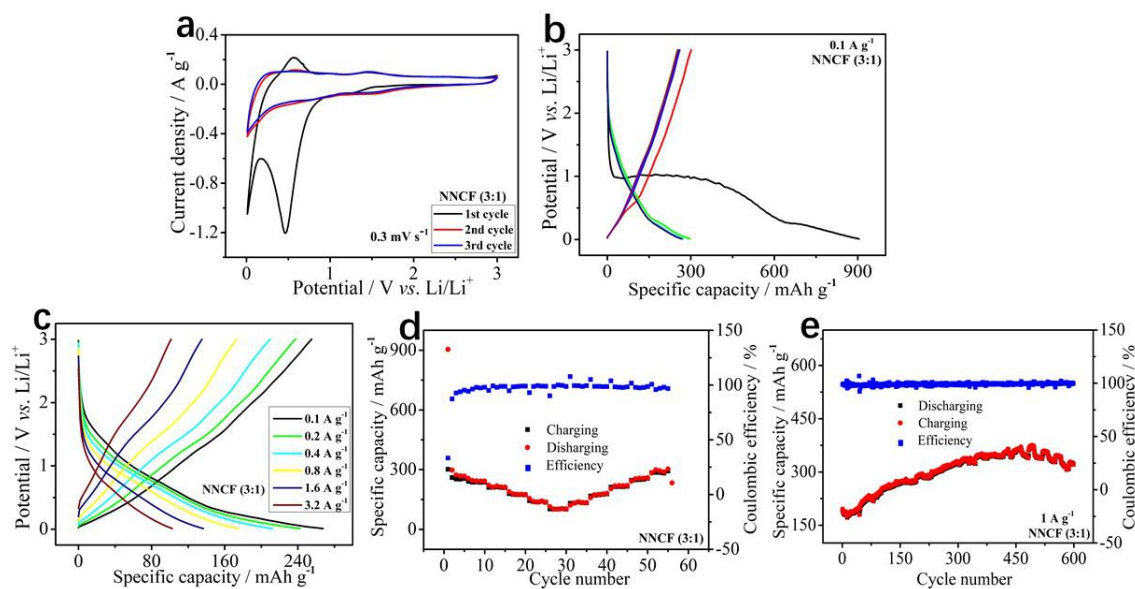 a
0.4
0.0
-0.4
-0.8
-1.2
Current density / A g⁻¹
NNCF (3:1)
1st cycle
2nd cycle
3rd cycle
0.3 mV s⁻¹
0 1 2 3
Potential / V vs. Li/Li⁺
b
3
2
1
0
Potential / V vs. Li/Li⁺
0.1 A g⁻¹
NNCF (3:1)
0 300 600 900
Specific capacity / mAh g⁻¹
c
3
2
1
0
Potential / V vs. Li/Li⁺
0.1 A g⁻¹
0.2 A g⁻¹
0.4 A g⁻¹
0.8 A g⁻¹
1.6 A g⁻¹
3.2 A g⁻¹
NNCF (3:1)
0 80 160 240
Specific capacity / mAh g⁻¹
d
900
750
600
450
300
150
0
Specific capacity / mAh g⁻¹
Charging
Disharging
Efficiency
NNCF (3:1)
150
100
50
0
-50
Coulombic efficiency / %
0 10 20 30 40 50 60
Cycle number
e
600
450
300
150
Specific capacity / mAh g⁻¹
Discharging
Charging
Efficiency
1 A g⁻¹
NNCF (3:1)
150
100
50
0
-50
Coulombic efficiency / %
0 150 300 450 600
Cycle number